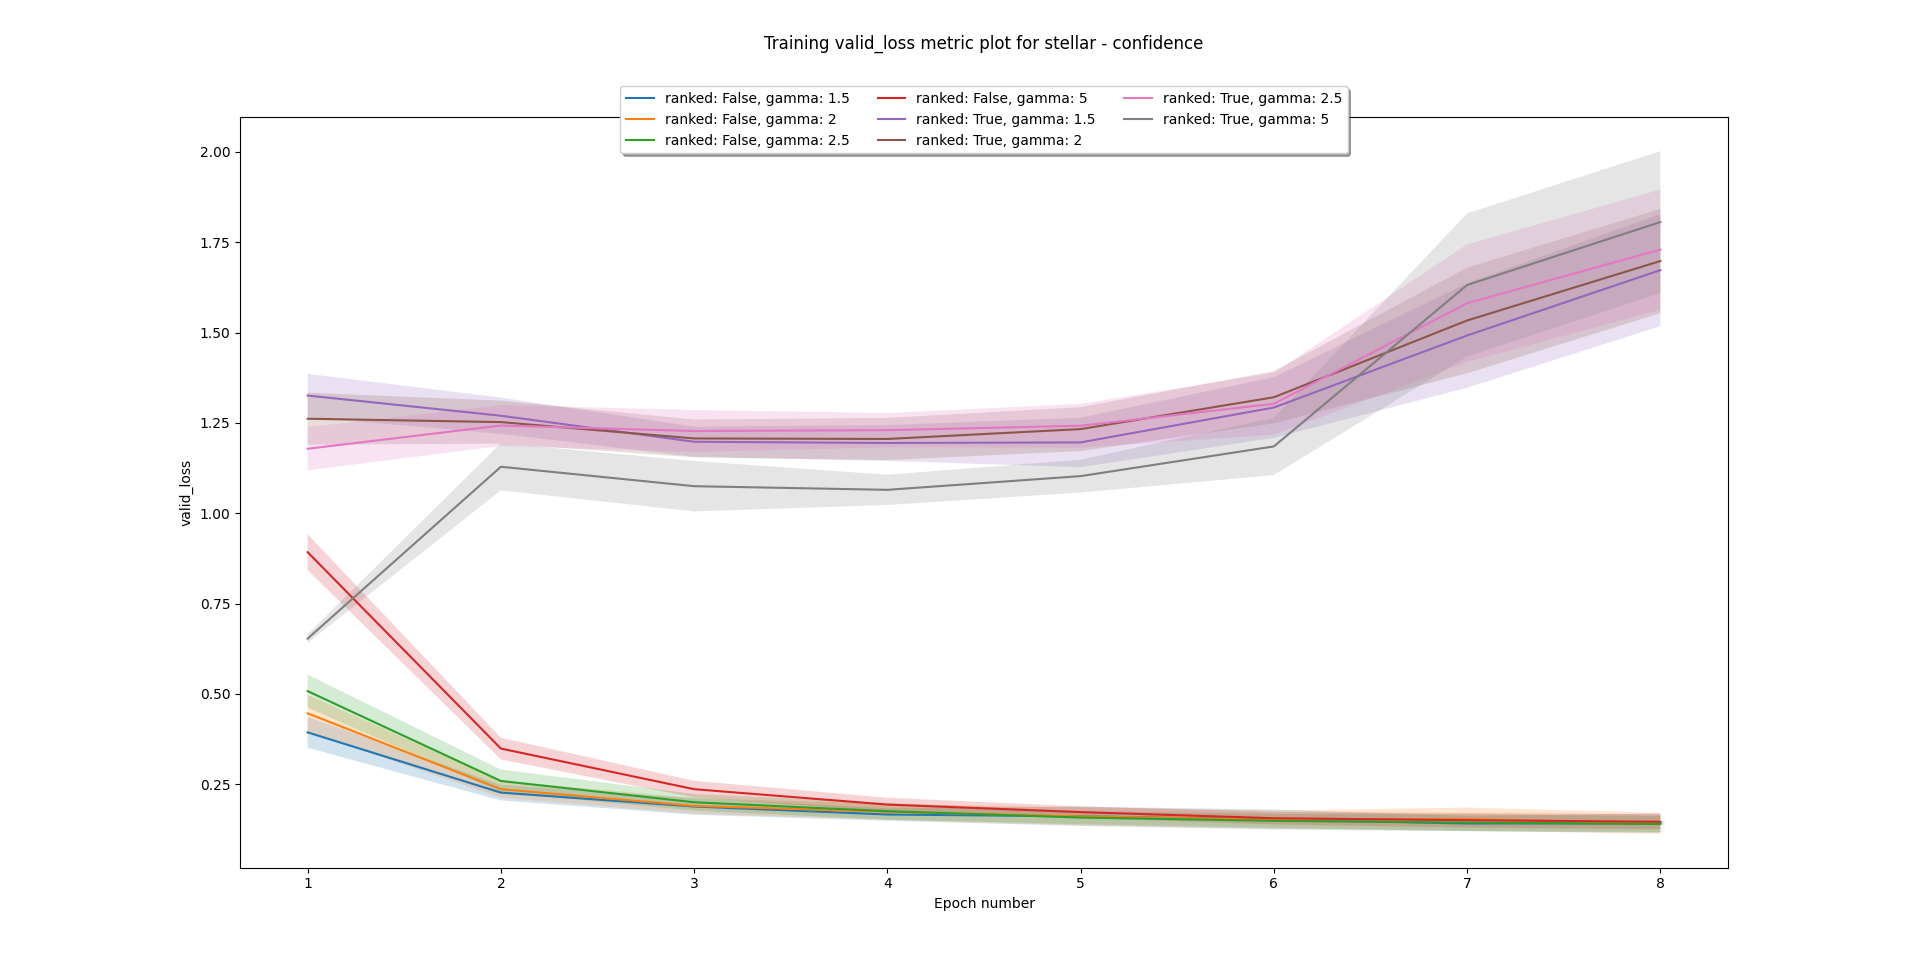 Training valid_loss metric plot for stellar - confidence
ranked: False, gamma: 1.5
ranked: False, gamma: 2
ranked: False, gamma: 2.5
ranked: False, gamma: 5
ranked: True, gamma: 1.5
ranked: True, gamma: 2
ranked: True, gamma: 2.5
ranked: True, gamma: 5
2.00
1.75
1.50
1.25
1.00
0.75
0.50
0.25
valid_loss
1 2 3 4 5 6 7 8
Epoch number